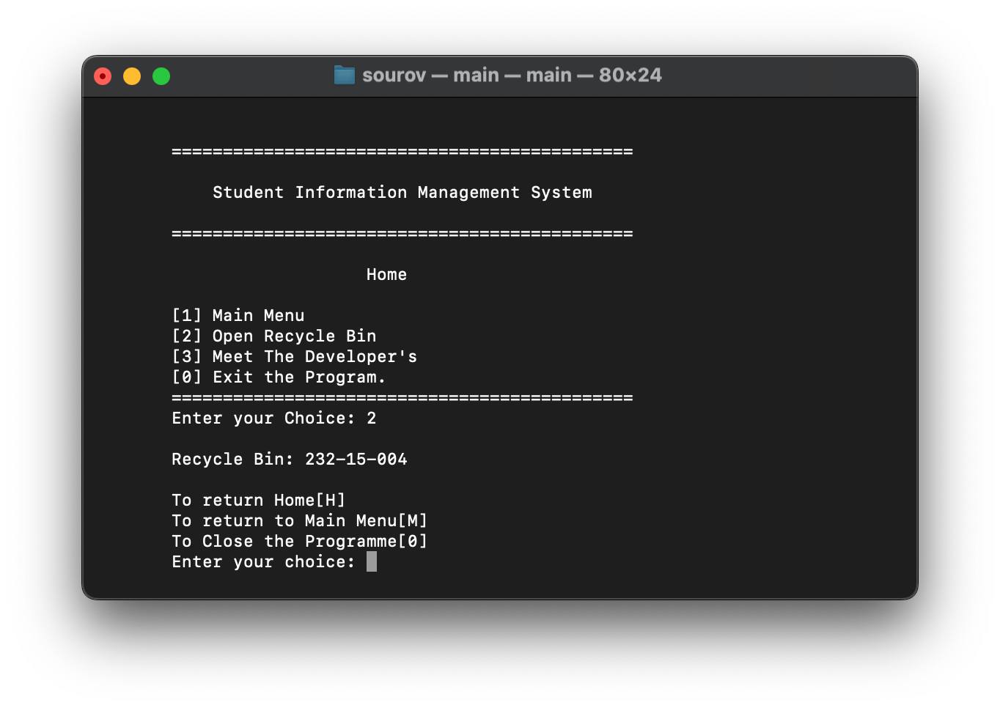 sourov — main — main — 80×24
=============================================
Student Information Management System
=============================================
Home
[1] Main Menu
[2] Open Recycle Bin
[3] Meet The Developer's
[0] Exit the Program.
=============================================
Enter your Choice: 2
Recycle Bin: 232-15-004
To return Home[H]
To return to Main Menu[M]
To Close the Programme[0]
Enter your choice: